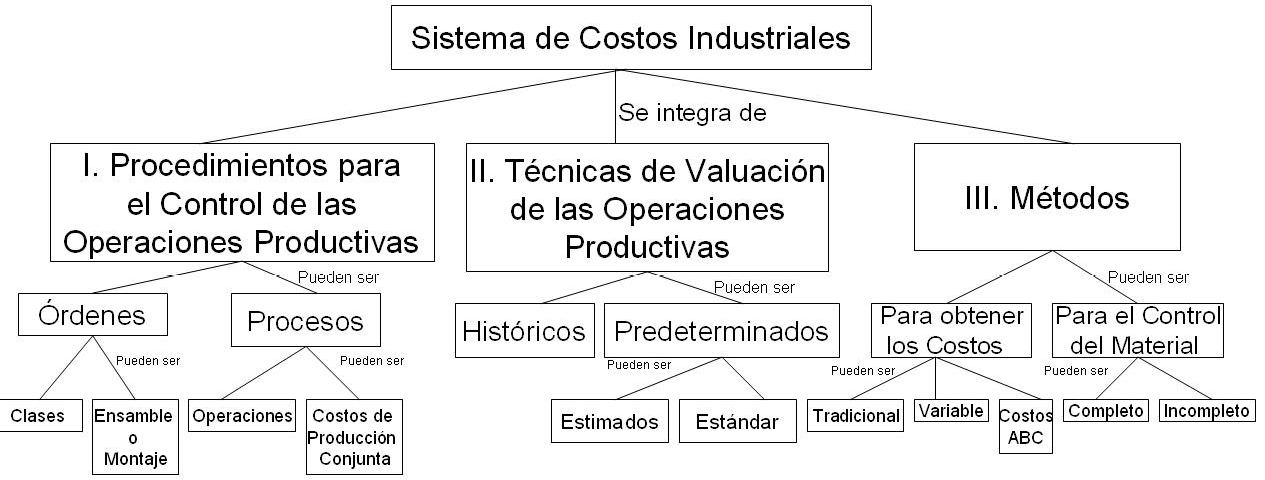 Sistema de Costos Industriales
Se integra de
I. Procedimientos para
el Control de las
Operaciones Productivas
II. Técnicas de Valuación
de las Operaciones
Productivas
III. Métodos
Pueden ser
Pueden ser
Pueden ser
Órdenes
Procesos
Históricos
Predeterminados
Para obtener
los Costos
Para el Control
del Material
Pueden ser
Pueden ser
Pueden ser
Pueden ser
Pueden ser
Clases
Ensamble
o
Montaje
Operaciones
Costos de
Producción
Conjunta
Estimados
Estándar
Tradicional
Variable
Costos
ABC
Completo
Incompleto